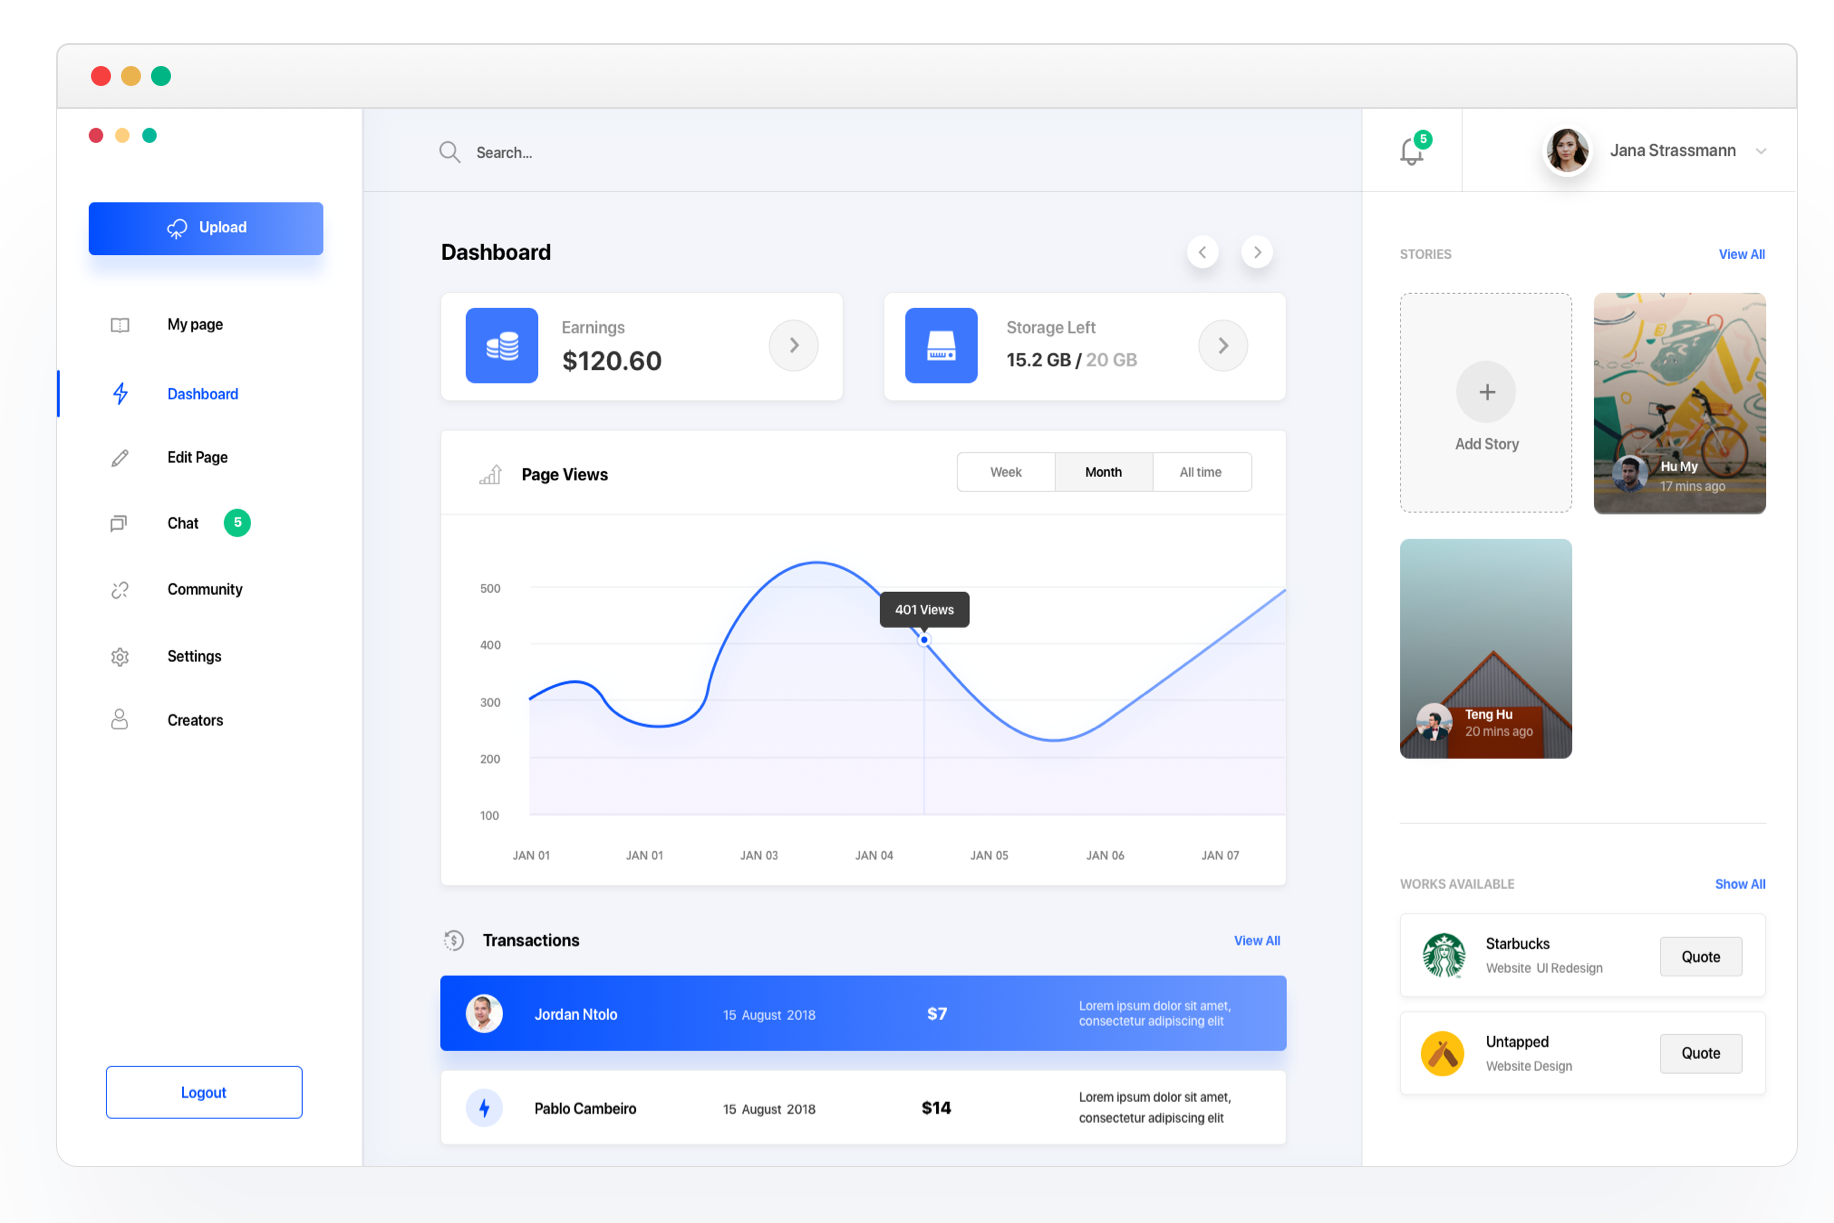 Search...
5
Jana Strassmann
Upload
My page
Dashboard
Edit Page
Chat
5
Community
Settings
Creators
Logout
Dashboard
Earnings
$120.60
Storage Left
15.2 GB / 20 GB
Page Views
Week
Month
All time
500
400
300
200
100
401 Views
JAN 01
JAN 01
JAN 03
JAN 04
JAN 05
JAN 06
JAN 07
Transactions
View All
Jordan Ntolo
15 August 2018
$7
Lorem ipsum dolor sit amet,
consectetur adipiscing elit
Pablo Cambeiro
15 August 2018
$14
Lorem ipsum dolor sit amet,
consectetur adipiscing elit
STORIES
View All
Add Story
Hu My
17 mins ago
Teng Hu
20 mins ago
WORKS AVAILABLE
Show All
Starbucks
Website UI Redesign
Quote
Untapped
Website Design
Quote